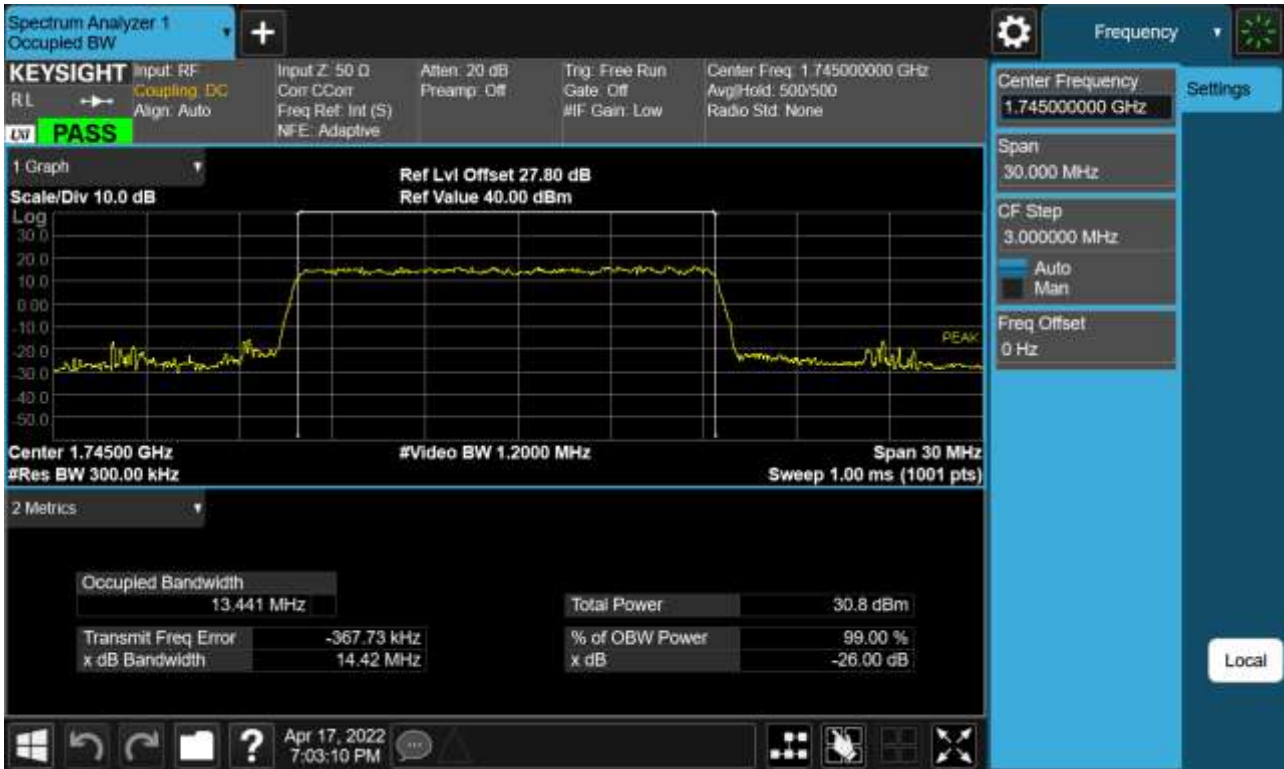 Spectrum Analyzer 1
Occupied BW
+
Frequency
KEYSIGHT
RL
LXI
PASS
Input: RF
Coupling: DC
Align: Auto
Input Z: 50 Ω
Corr CCorr
Freq Ref: Int (S)
NFE: Adaptive
Atten: 20 dB
Preamp: Off
Trig: Free Run
Gate: Off
#IF Gain: Low
Center Freq: 1.745000000 GHz
Avg|Hold: 500/500
Radio Std: None
Center Frequency
1.745000000 GHz
Settings
Span
30.000 MHz
CF Step
3.000000 MHz
Auto
Man
Freq Offset
0 Hz
Local
1 Graph
Scale/Div 10.0 dB
Ref Lvl Offset 27.80 dB
Ref Value 40.00 dBm
Log
30.0
20.0
10.0
0.00
-10.0
-20.0
-30.0
-40.0
-50.0
PEAK
Center 1.74500 GHz
#Video BW 1.2000 MHz
Span 30 MHz
#Res BW 300.00 kHz
Sweep 1.00 ms (1001 pts)
2 Metrics
Occupied Bandwidth
13.441 MHz
Total Power 30.8 dBm
Transmit Freq Error -367.73 kHz
% of OBW Power 99.00 %
x dB Bandwidth 14.42 MHz
x dB -26.00 dB
?
Apr 17, 2022
7:03:10 PM